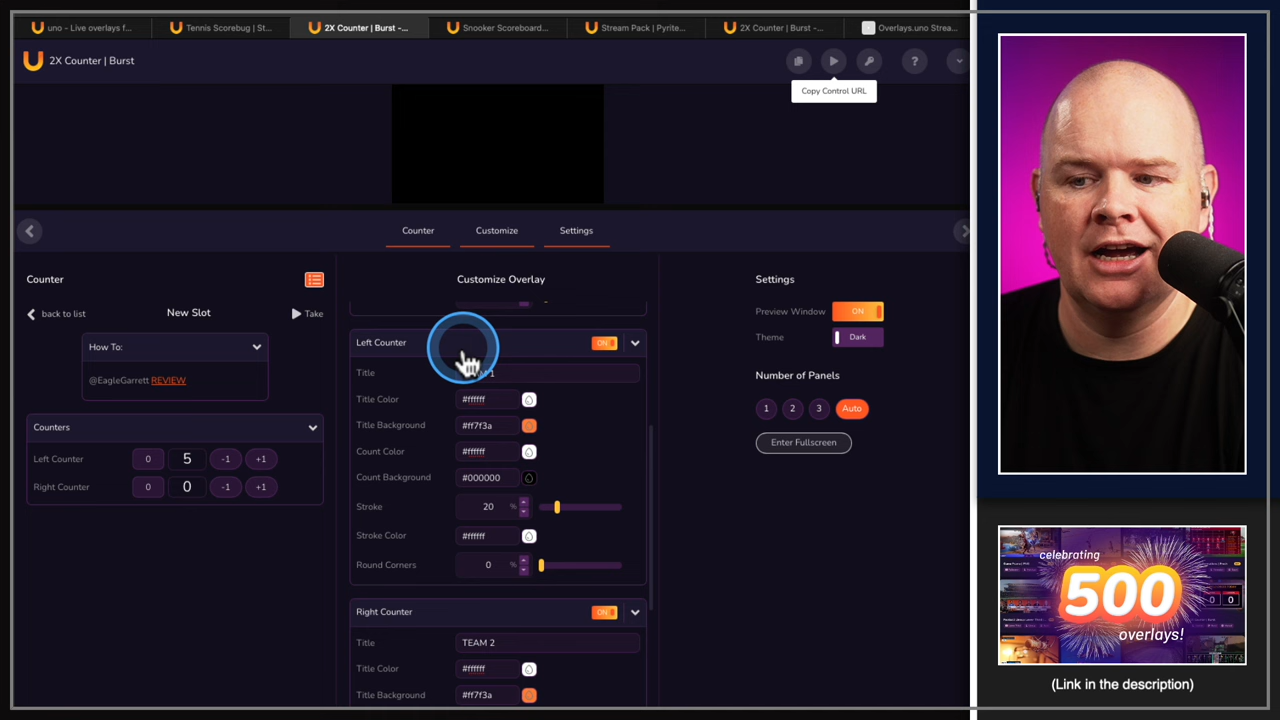 uno - Live overlays f...
Tennis Scorebug | St...
2X Counter | Burst -...
Snooker Scoreboard...
Stream Pack | Pyrite...
2X Counter | Burst -...
Overlays.uno Strea...
2X Counter | Burst
?
Copy Control URL
Counter
Customize
Settings
Counter
back to list
New Slot
Take
How To:
@EagleGarrett REVIEW
Counters
Left Counter 0 5 -1 +1
Right Counter 0 0 -1 +1
Customize Overlay
Left Counter ON
Title
Title Color #ffffff
Title Background #ff7f3a
Count Color #ffffff
Count Background #000000
Stroke 20 %
Stroke Color #ffffff
Round Corners 0 %
Right Counter ON
Title TEAM 2
Title Color #ffffff
Title Background #ff7f3a
Settings
Preview Window ON
Theme Dark
Number of Panels
1 2 3 Auto
Enter Fullscreen
celebrating
500
overlays!
(Link in the description)